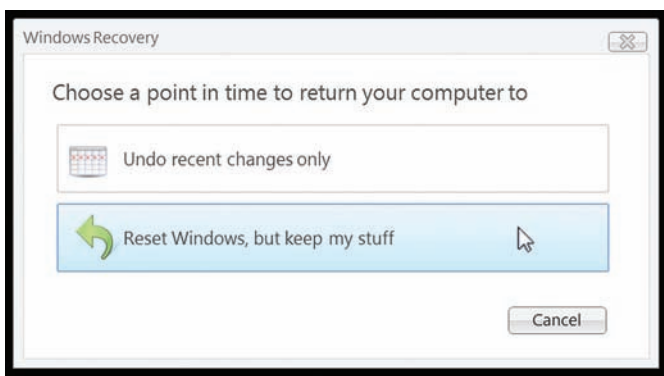 Windows Recovery
Choose a point in time to return your computer to
Undo recent changes only
Reset Windows, but keep my stuff
Cancel